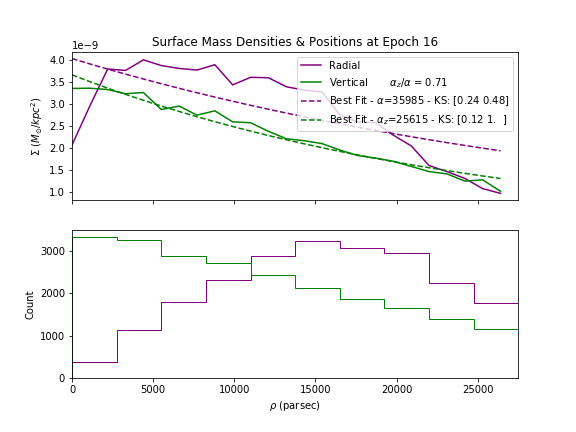 Surface Mass Densities & Positions at Epoch 16
1e−9
4.0
3.5
3.0
2.5
2.0
1.5
1.0
Σ (M⊙/kpc²)
Radial
Vertical αz/α = 0.71
Best Fit - α=35985 - KS: [0.24 0.48]
Best Fit - αz=25615 - KS: [0.12 1. ]
3000
2000
1000
0
Count
0 5000 10000 15000 20000 25000
ρ (parsec)